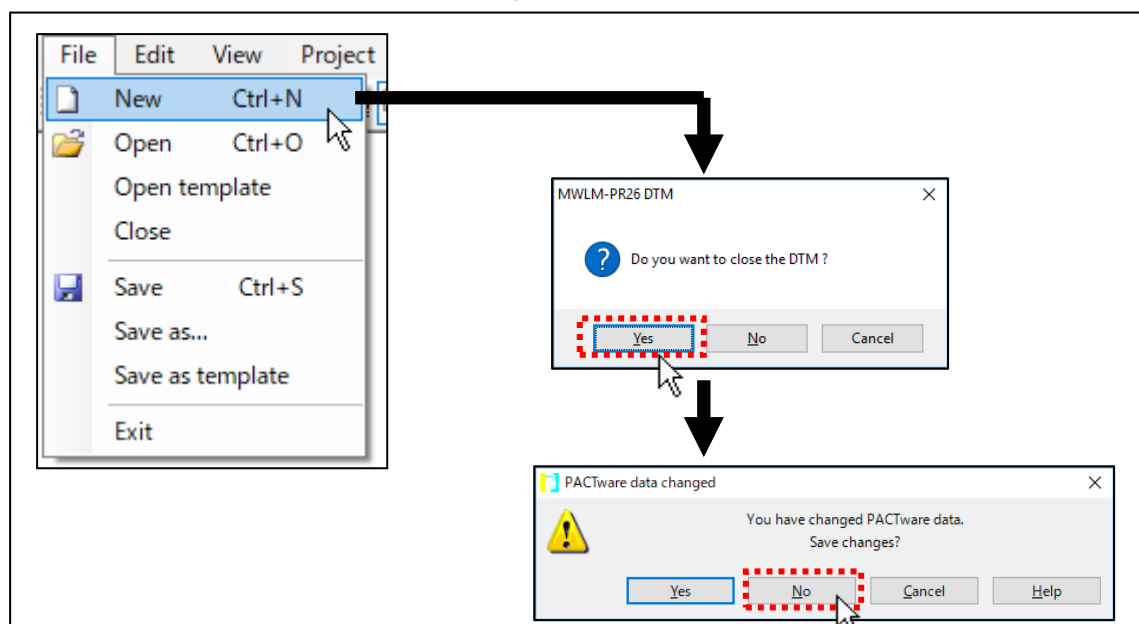 File Edit View Project
New Ctrl+N
Open Ctrl+O
Open template
Close
Save Ctrl+S
Save as...
Save as template
Exit
MWLM-PR26 DTM
Do you want to close the DTM ?
Yes No Cancel
PACTware data changed
You have changed PACTware data.
Save changes?
Yes No Cancel Help